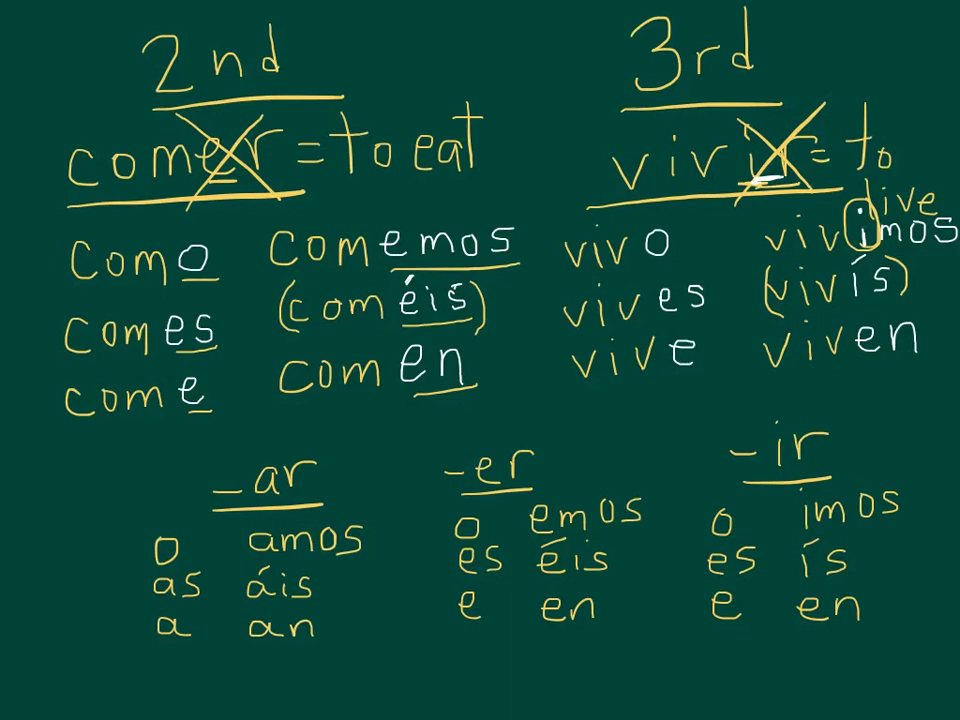 2nd
comer = to eat
como comemos
comes (coméis)
come comen
3rd
vivir = to
live
vivo vivimos
vives (vivís)
vive viven
-ar
o amos
as áis
a an
-er
o emos
es éis
e en
-ir
o imos
es ís
e en